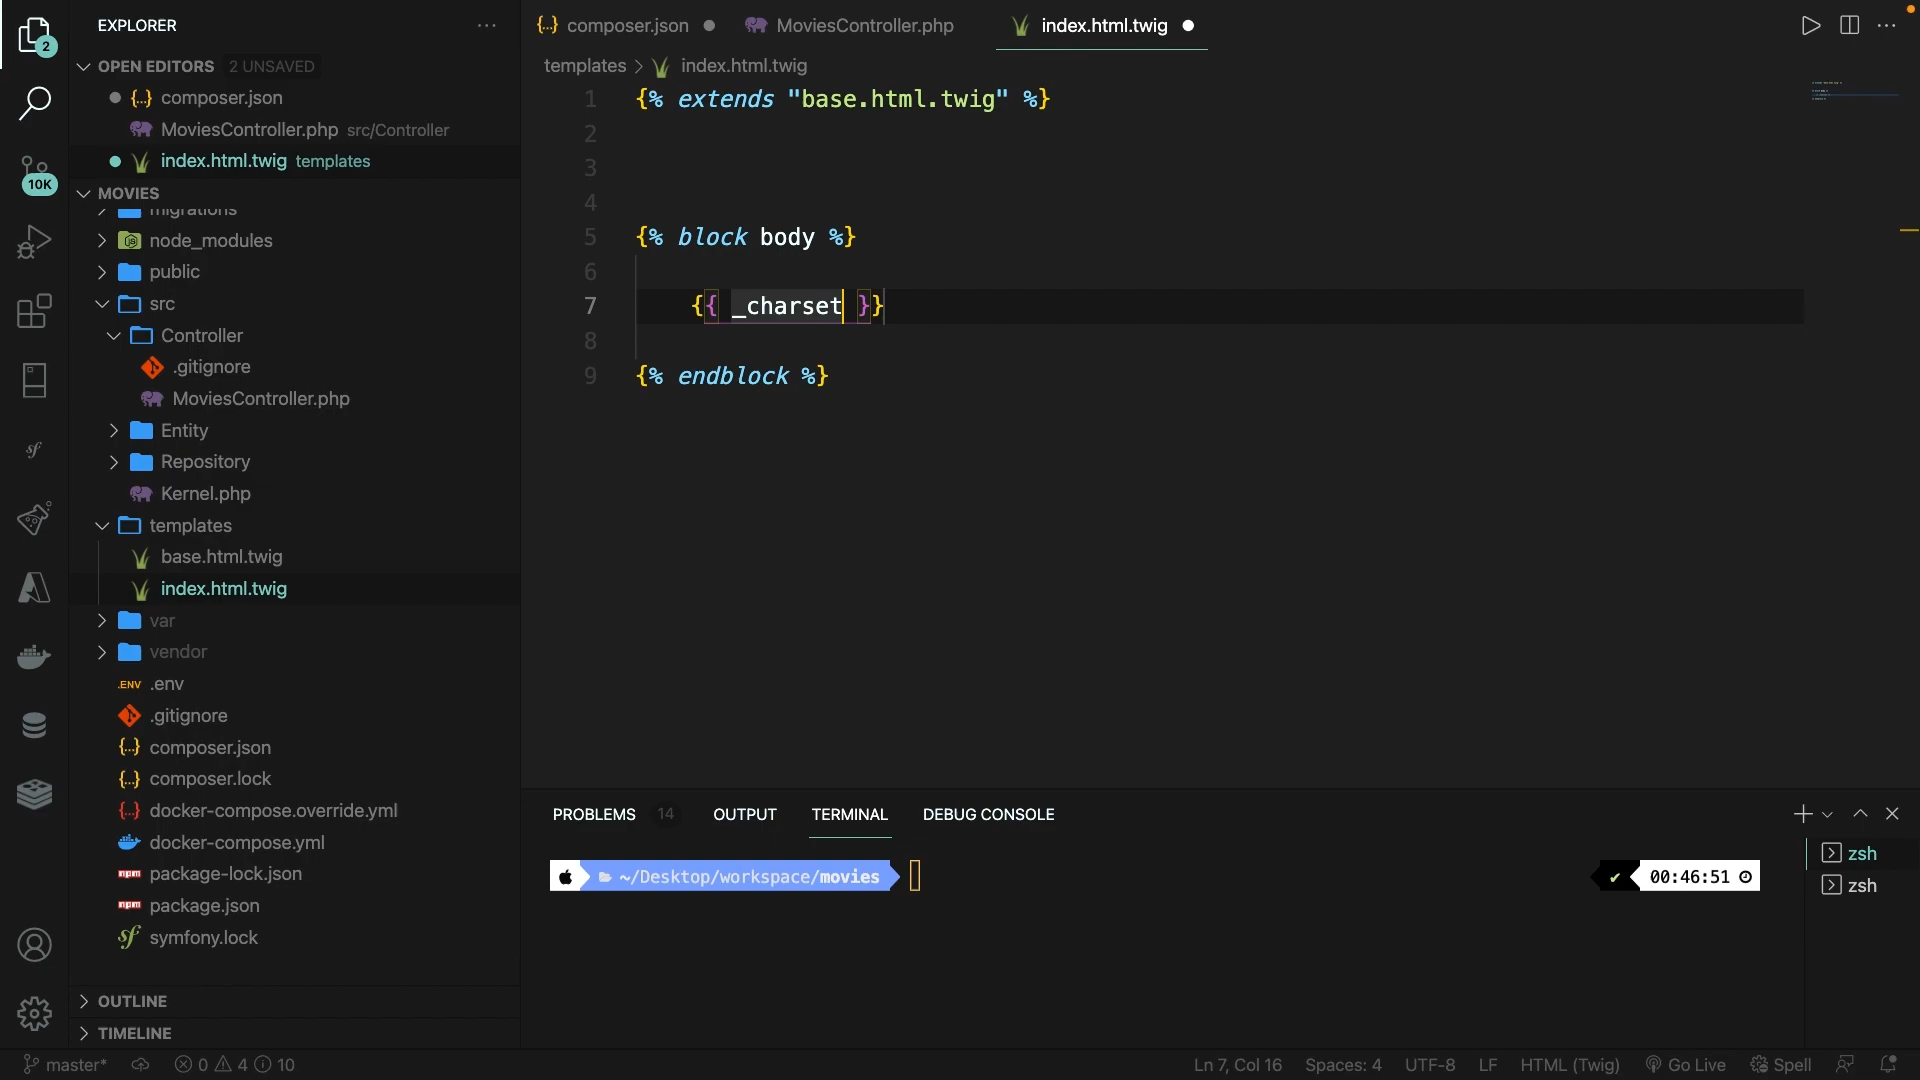 EXPLORER
2
OPEN EDITORS 2 UNSAVED
composer.json
MoviesController.php src/Controller
index.html.twig templates
10K
MOVIES
migrations
node_modules
public
src
Controller
.gitignore
MoviesController.php
Entity
Repository
Kernel.php
templates
base.html.twig
index.html.twig
var
vendor
.ENV .env
.gitignore
composer.json
composer.lock
docker-compose.override.yml
docker-compose.yml
npm package-lock.json
npm package.json
symfony.lock
OUTLINE
TIMELINE
composer.json MoviesController.php index.html.twig
templates > index.html.twig
1 {% extends "base.html.twig" %}
2
3
4
5 {% block body %}
6
7 {{ _charset }}
8
9 {% endblock %}
PROBLEMS 14 OUTPUT TERMINAL DEBUG CONSOLE
~/Desktop/workspace/movies
00:46:51
zsh
zsh
master* 0 4 10 Ln 7, Col 16 Spaces: 4 UTF-8 LF HTML (Twig) Go Live Spell